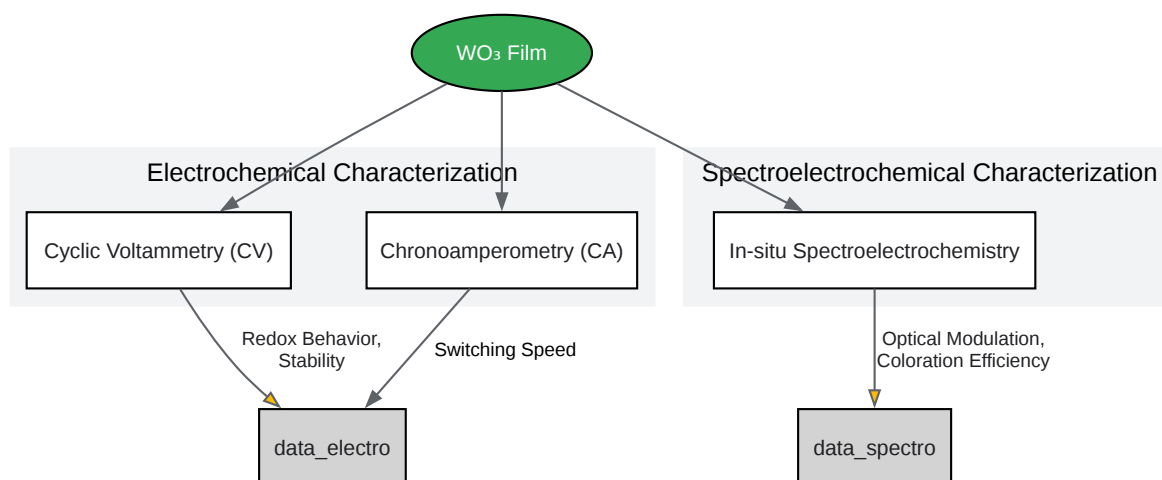 WO₃ Film
Electrochemical Characterization
Spectroelectrochemical Characterization
Cyclic Voltammetry (CV)
Chronoamperometry (CA)
In-situ Spectroelectrochemistry
Redox Behavior,
Stability
Switching Speed
Optical Modulation,
Coloration Efficiency
data_electro
data_spectro